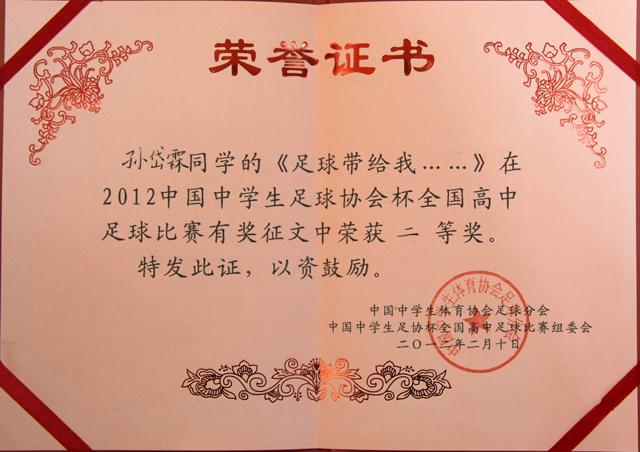 荣誉证书
孙岱霖同学的《足球带给我……》在
2012中国中学生足球协会杯全国高中
足球比赛有奖征文中荣获 二 等奖。
特发此证，以资鼓励。
中国中学生体育协会足球分会
中国中学生足协杯全国高中足球比赛组委会
二〇一二年二月十日